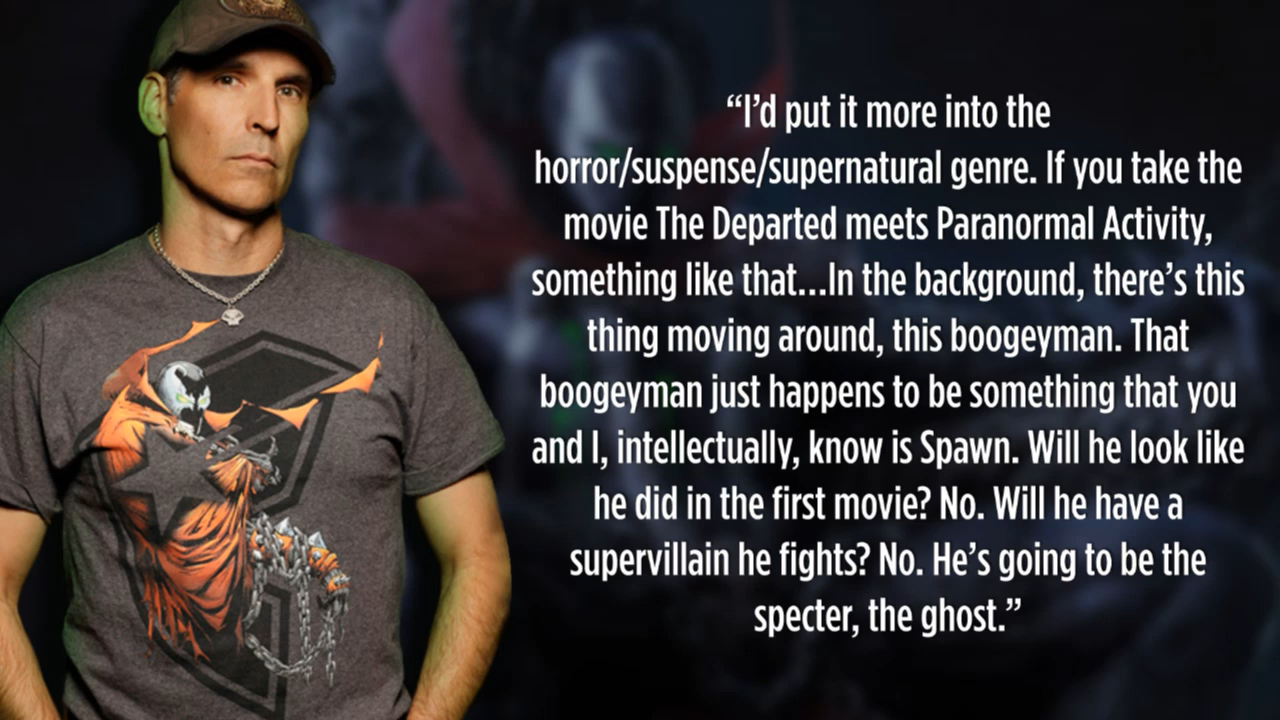 “I’d put it more into the
horror/suspense/supernatural genre. If you take the
movie The Departed meets Paranormal Activity,
something like that...In the background, there’s this
thing moving around, this boogeyman. That
boogeyman just happens to be something that you
and I, intellectually, know is Spawn. Will he look like
he did in the first movie? No. Will he have a
supervillain he fights? No. He’s going to be the
specter, the ghost.”